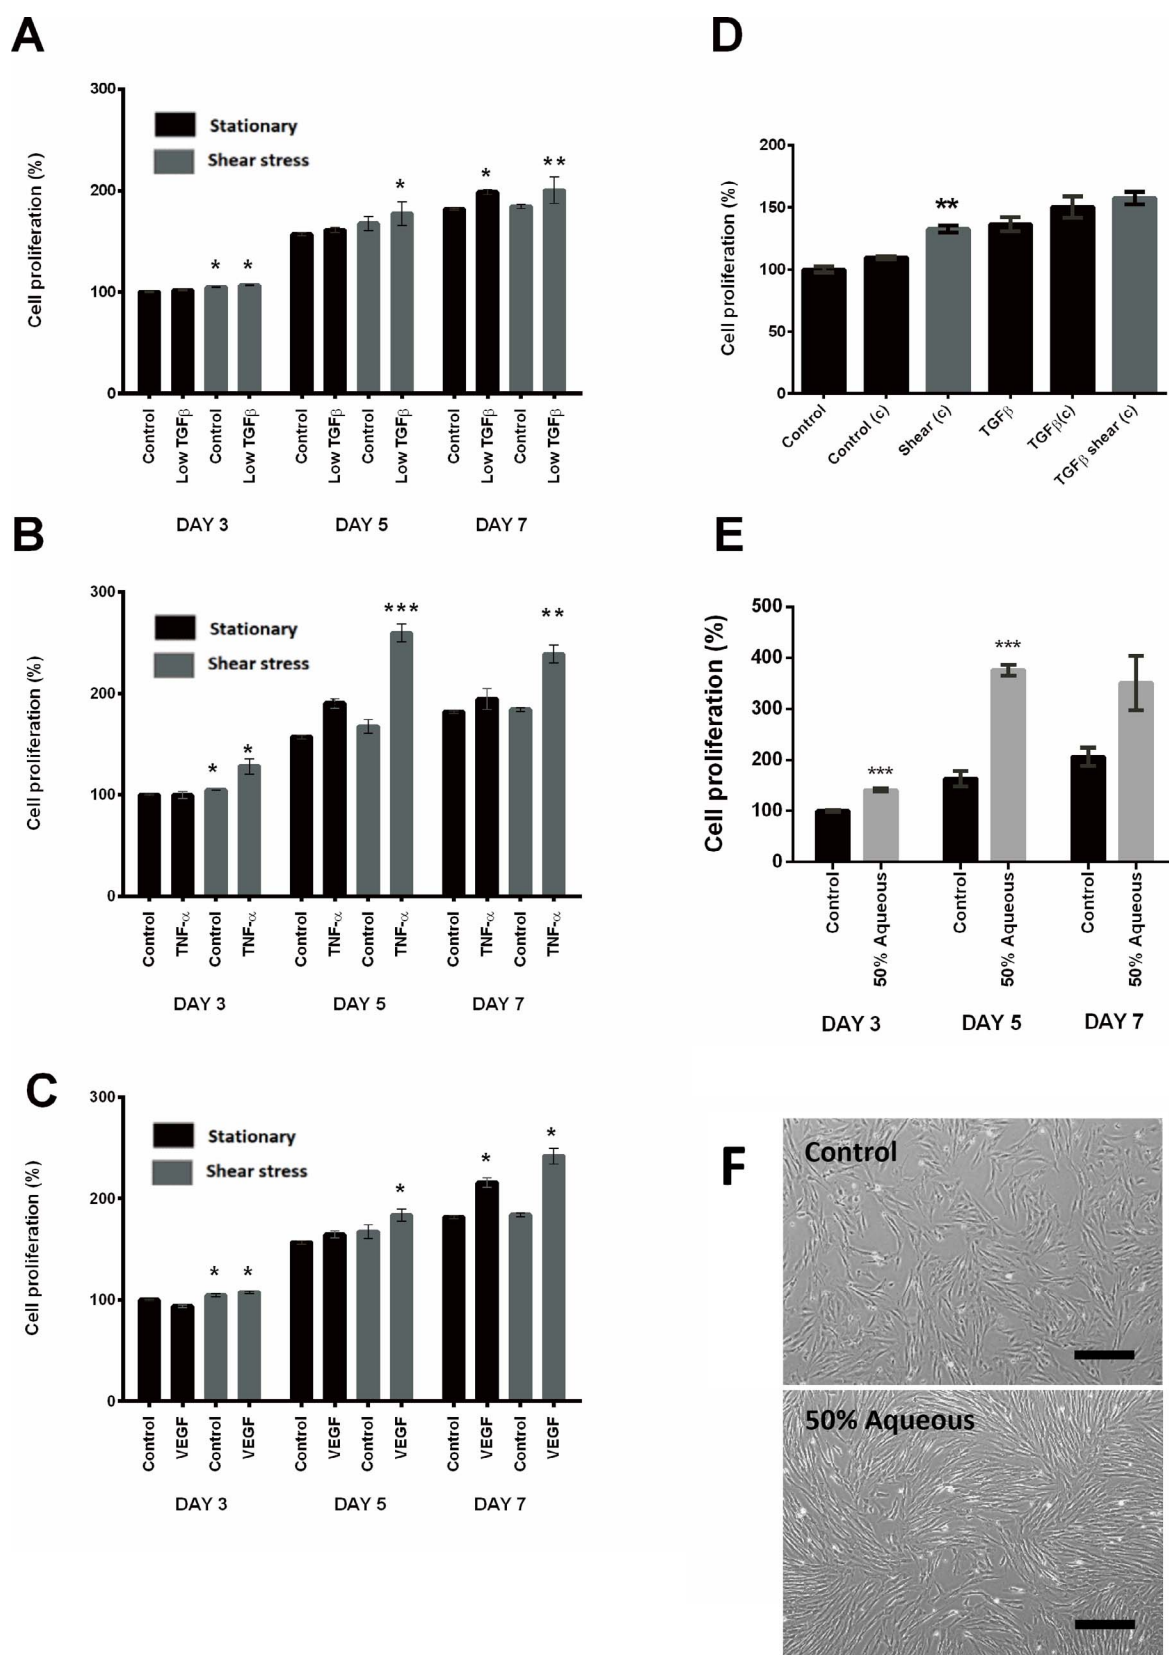 A
Cell proliferation (%)
300
200
100
0
Stationary
Shear stress
*
*
*
*
**
Control
Low TGFβ
Control
Low TGFβ
Control
Low TGFβ
Control
Low TGFβ
Control
Low TGFβ
Control
Low TGFβ
DAY 3
DAY 5
DAY 7
B
Cell proliferation (%)
300
200
100
0
Stationary
Shear stress
*
*
***
**
Control
TNF-α
Control
TNF-α
Control
TNF-α
Control
TNF-α
Control
TNF-α
Control
TNF-α
DAY 3
DAY 5
DAY 7
C
Cell proliferation (%)
300
200
100
0
Stationary
Shear stress
*
*
*
*
*
Control
VEGF
Control
VEGF
Control
VEGF
Control
VEGF
Control
VEGF
Control
VEGF
DAY 3
DAY 5
DAY 7
D
Cell proliferation (%)
200
150
100
50
0
**
Control
Control (c)
Shear (c)
TGFβ
TGFβ(c)
TGFβ shear (c)
E
Cell proliferation (%)
500
400
300
200
100
0
***
***
Control
50% Aqueous
Control
50% Aqueous
Control
50% Aqueous
DAY 3
DAY 5
DAY 7
F
Control
50% Aqueous